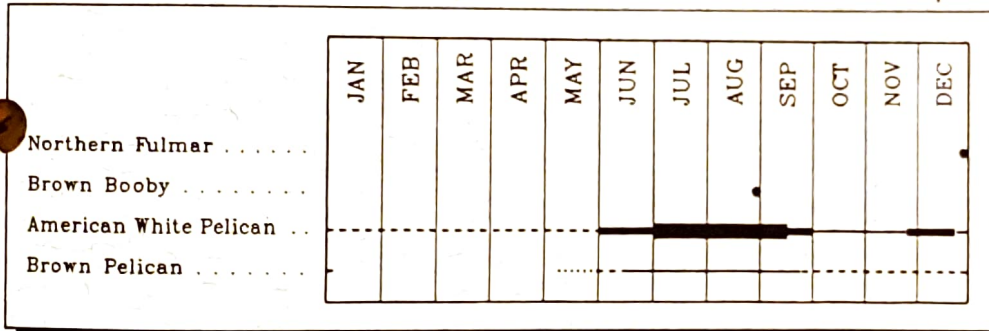 JAN FEB MAR APR MAY JUN JUL AUG SEP OCT NOV DEC
Northern Fulmar . . . . . .
Brown Booby . . . . . . . .
American White Pelican . .
Brown Pelican . . . . . . .